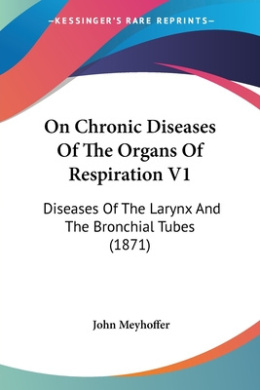 KESSINGER'S RARE REPRINTS
On Chronic Diseases
Of The Organs Of
Respiration V1
Diseases Of The Larynx And
The Bronchial Tubes
(1871)
John Meyhoffer